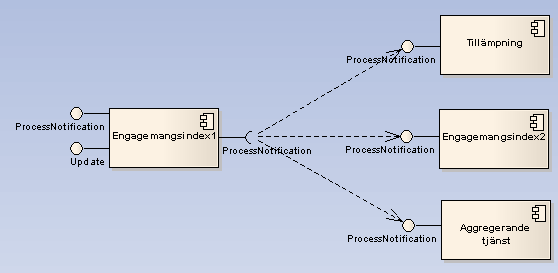 Tillämpning
ProcessNotification
ProcessNotification
Engagemangsindex1
Update
ProcessNotification
Engagemangsindex2
ProcessNotification
Aggregerande
tjänst
ProcessNotification